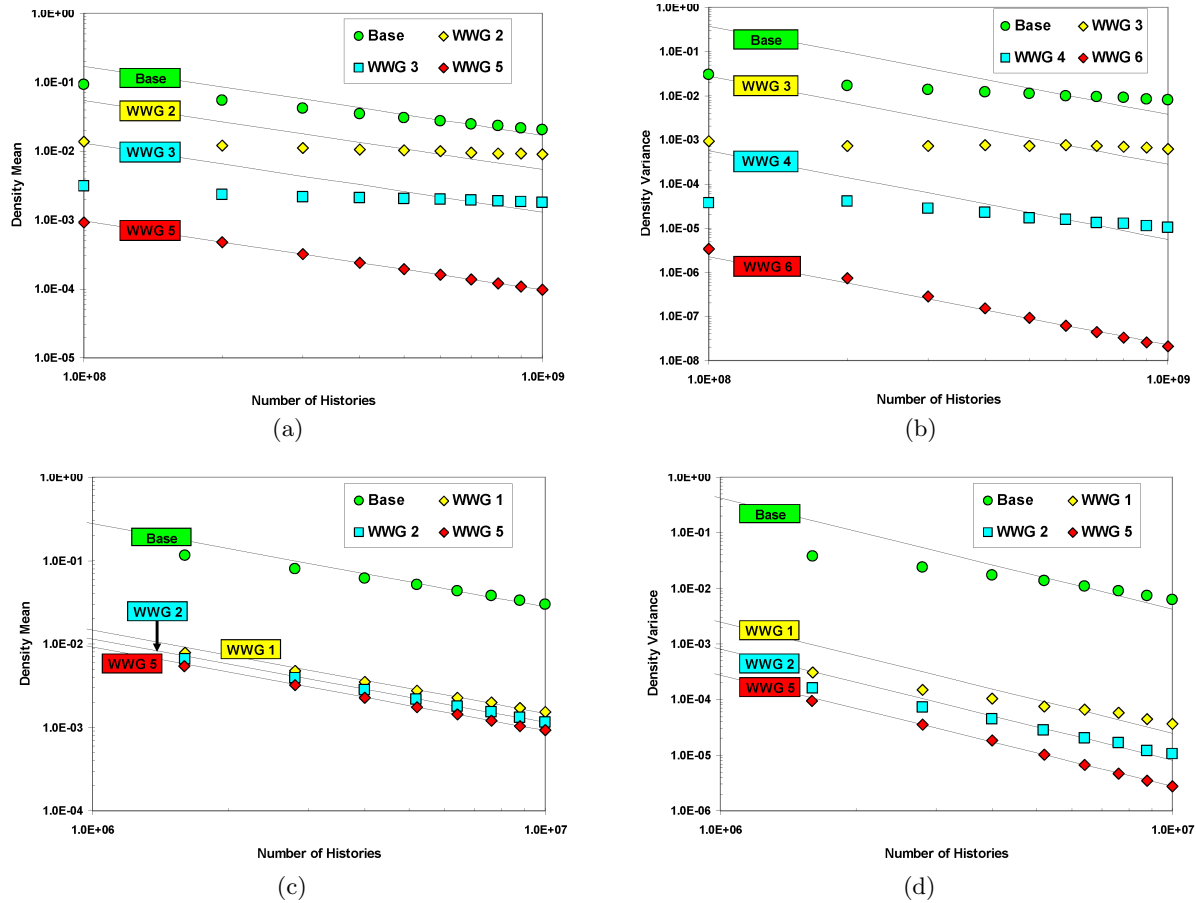 1.0E+00
1.0E-01
1.0E-02
1.0E-03
1.0E-04
1.0E-05
1.0E+08
1.0E+09
Density Mean
Number of Histories
Base
WWG 2
WWG 3
WWG 5
Base
WWG 2
WWG 3
WWG 5
(a)
1.0E+00
1.0E-01
1.0E-02
1.0E-03
1.0E-04
1.0E-05
1.0E-06
1.0E-07
1.0E-08
1.0E+08
1.0E+09
Density Variance
Number of Histories
Base
WWG 3
WWG 4
WWG 6
Base
WWG 3
WWG 4
WWG 6
(b)
1.0E+00
1.0E-01
1.0E-02
1.0E-03
1.0E-04
1.0E+06
1.0E+07
Density Mean
Number of Histories
Base
WWG 1
WWG 2
WWG 5
Base
WWG 2
WWG 1
WWG 5
(c)
1.0E+00
1.0E-01
1.0E-02
1.0E-03
1.0E-04
1.0E-05
1.0E-06
1.0E+06
1.0E+07
Density Variance
Number of Histories
Base
WWG 1
WWG 2
WWG 5
Base
WWG 1
WWG 2
WWG 5
(d)